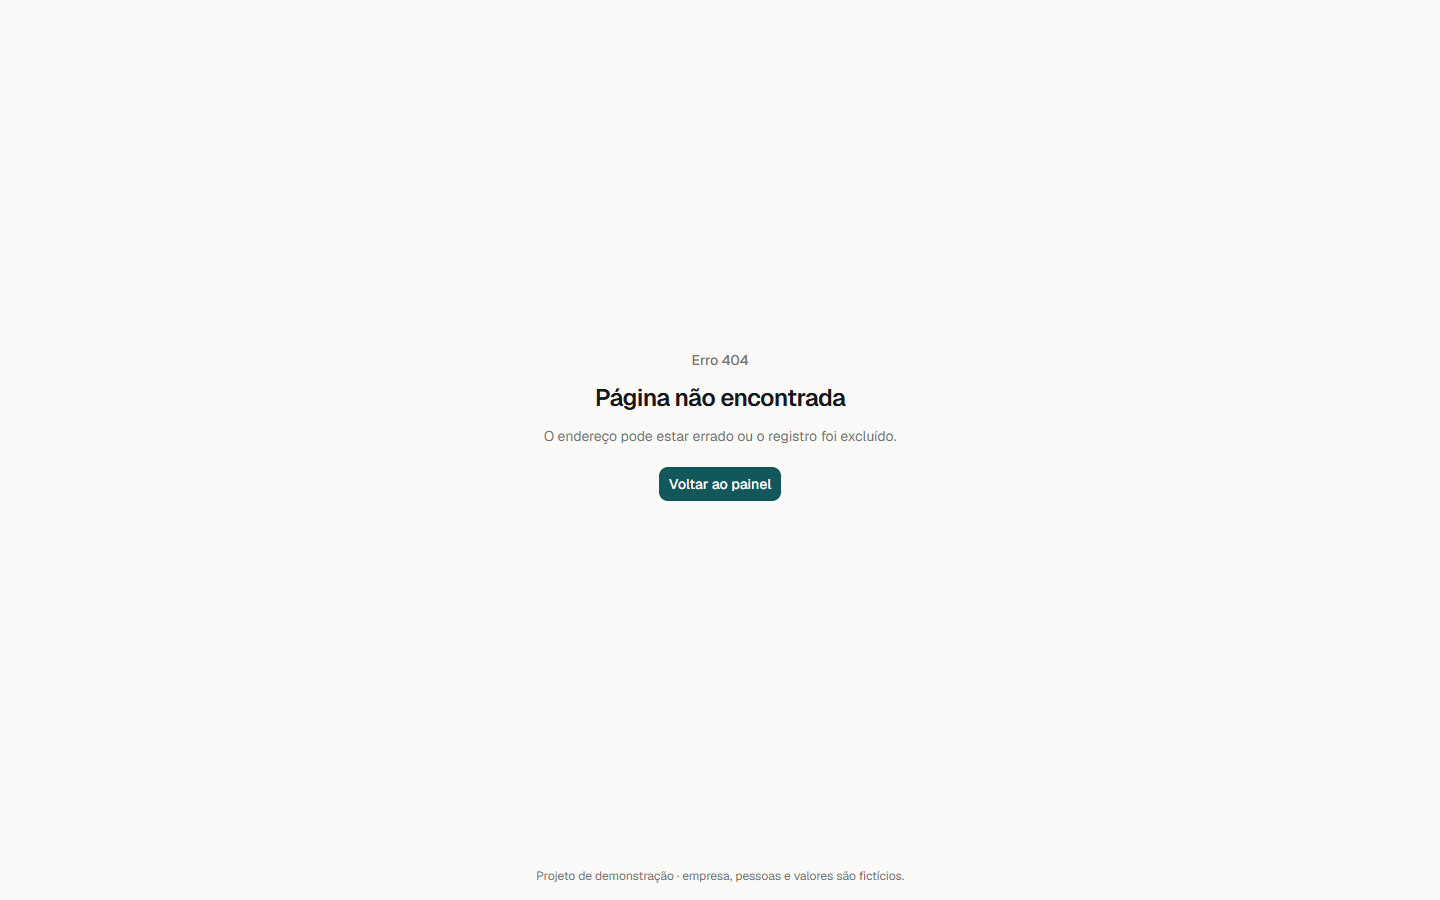 Erro 404
Página não encontrada
O endereço pode estar errado ou o registro foi excluído.
Voltar ao painel
Projeto de demonstração · empresa, pessoas e valores são fictícios.